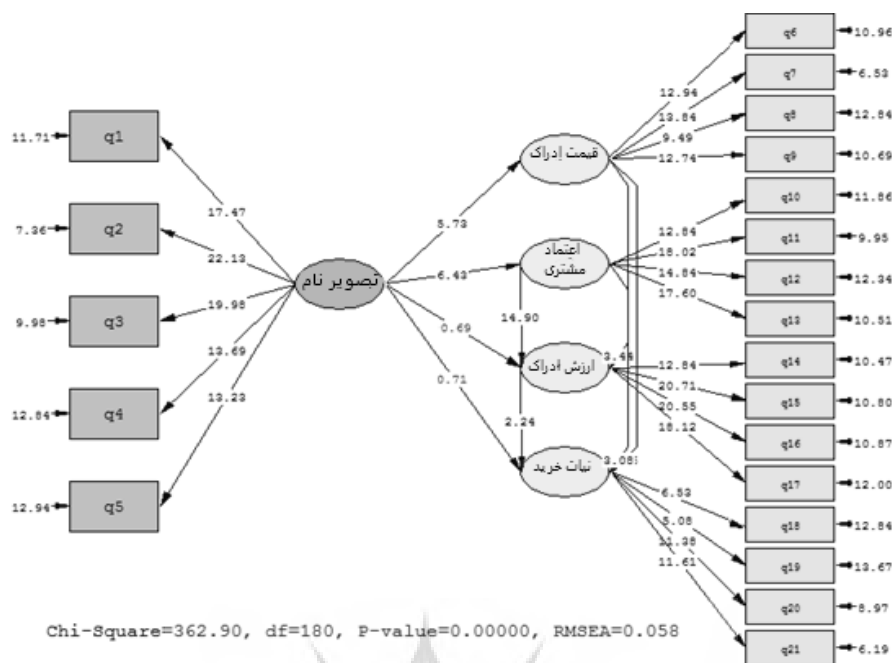 q1
q2
q3
q4
q5
11.71
7.36
9.98
12.84
12.94
17.47
22.13
19.98
13.69
13.23
تصویر نام
5.73
6.43
0.69
0.71
قیمت إدراک
اعتماد
مشتری
ارزش ادراک
نیات خرید
14.90
2.24
3.44
3.08
12.94
13.84
9.49
12.74
12.84
18.02
14.84
17.60
12.84
20.71
20.55
18.12
6.53
5.08
11.38
11.61
q6
q7
q8
q9
q10
q11
q12
q13
q14
q15
q16
q17
q18
q19
q20
q21
10.96
6.53
12.84
10.69
11.86
9.95
12.34
10.51
10.47
10.80
10.87
12.00
12.84
13.67
8.97
6.19
Chi-Square=362.90, df=180, P-value=0.00000, RMSEA=0.058